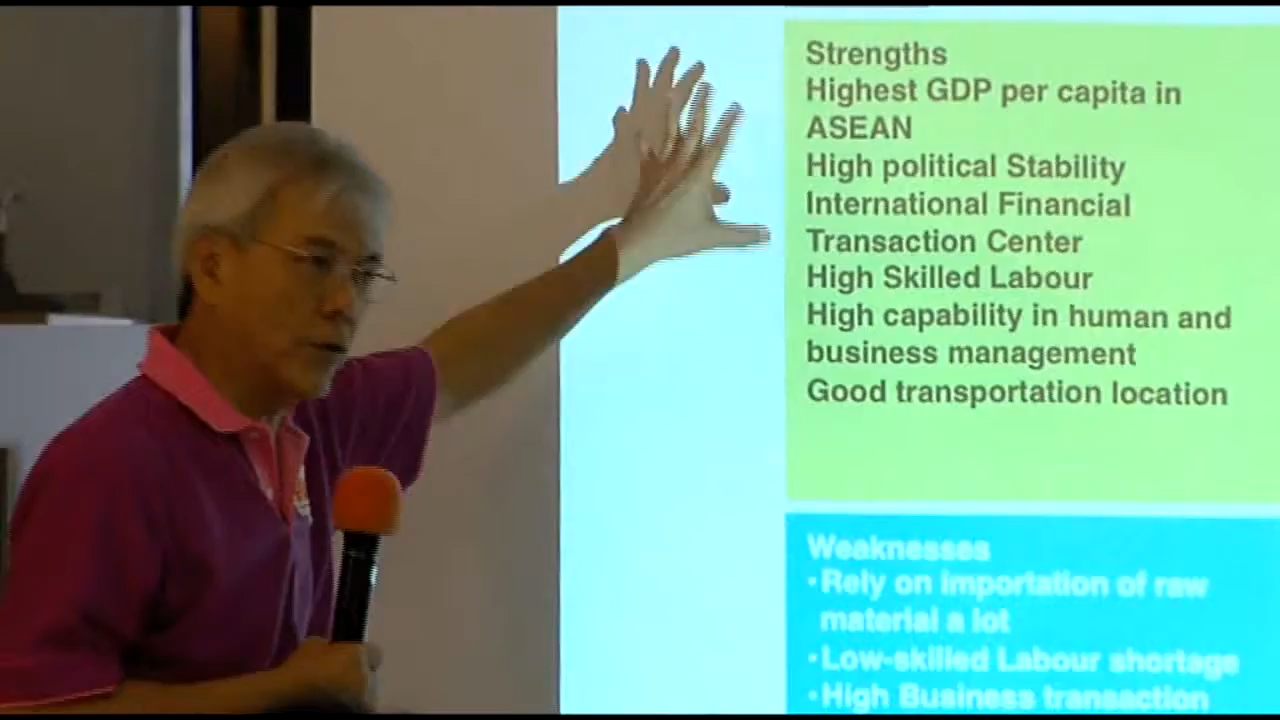 Strengths
Highest GDP per capita in
ASEAN
High political Stability
International Financial
Transaction Center
High Skilled Labour
High capability in human and
business management
Good transportation location
Weaknesses
•Rely on importation of raw
material a lot
•Low-skilled Labour shortage
•High Business transaction